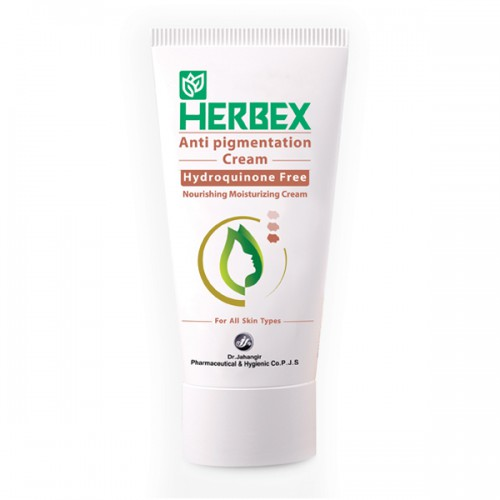 HERBEX
Anti pigmentation
Cream
Hydroquinone Free
Nourishing Moisturizing Cream
For All Skin Types
Dr.Jahangir
Pharmaceutical & Hygienic Co.P.J.S